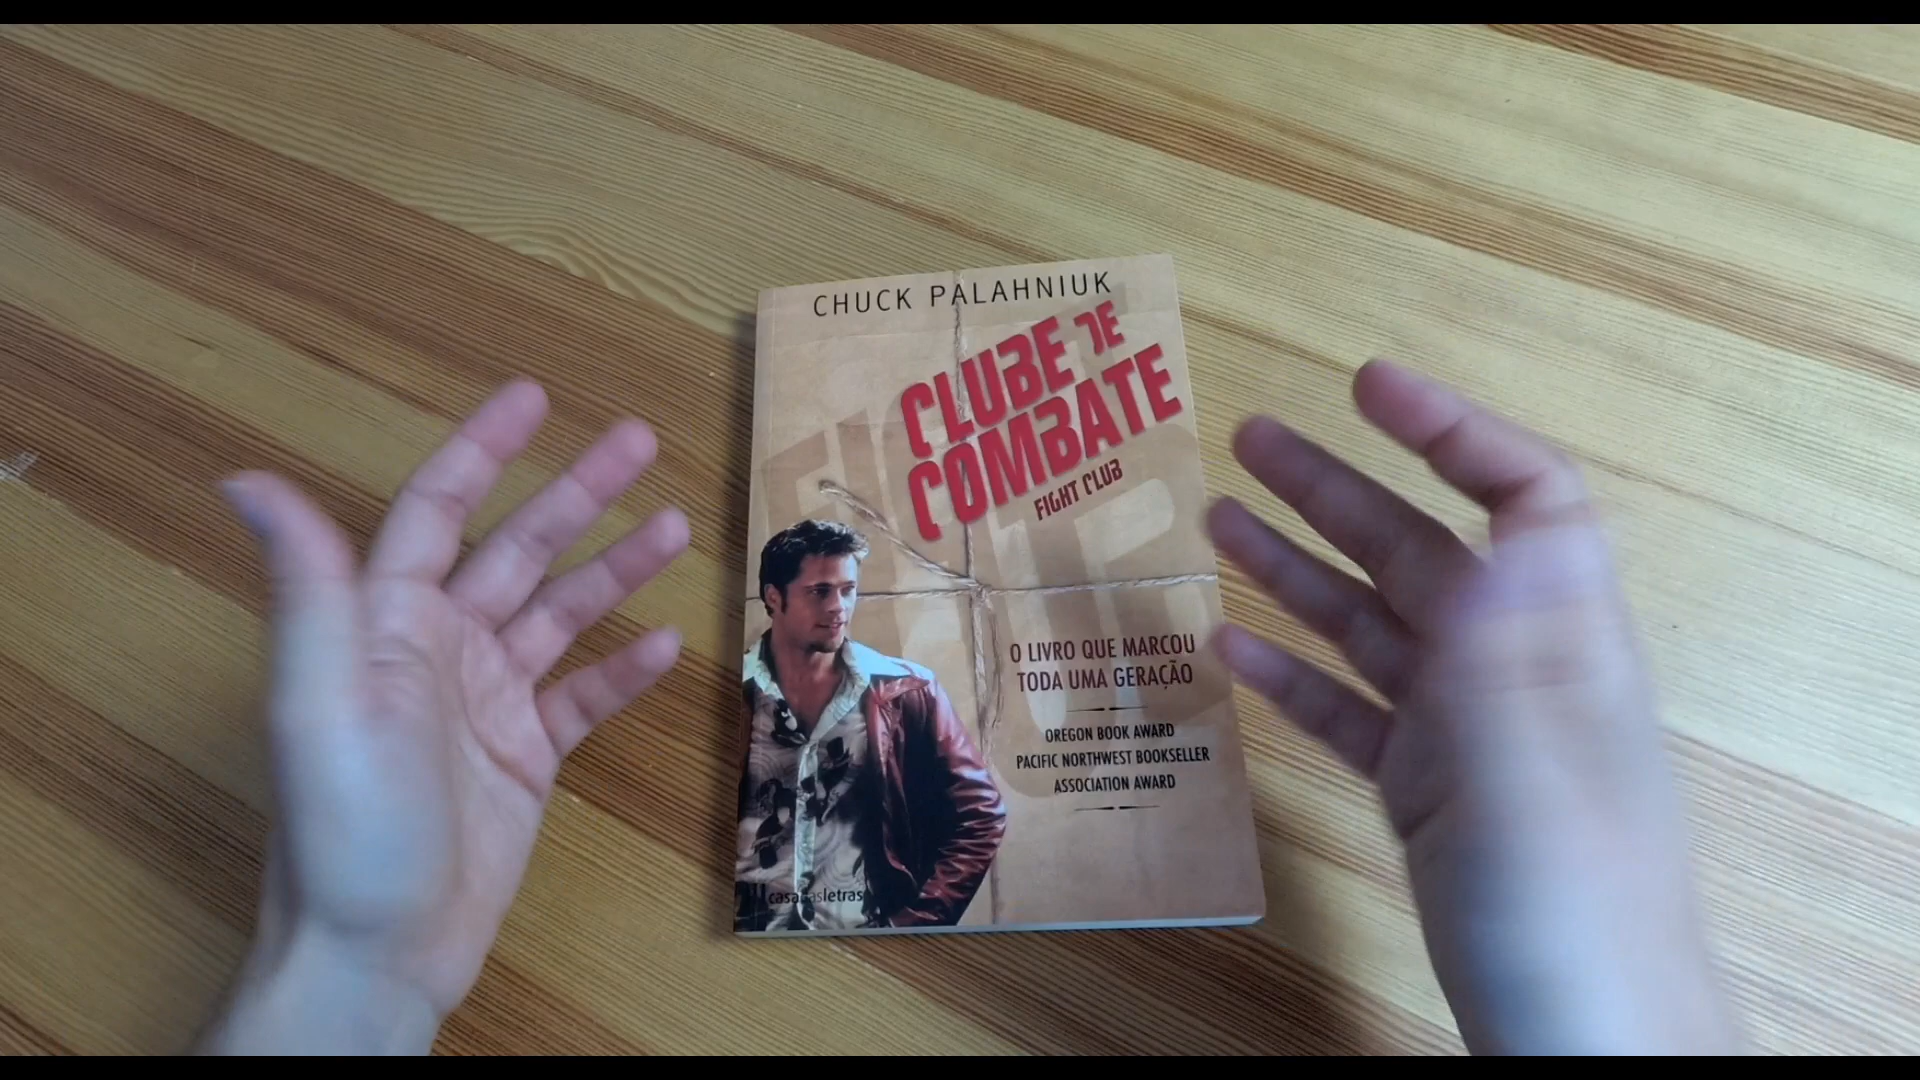 CHUCK PALAHNIUK
CLUBE DE
COMBATE
FIGHT CLUB
O LIVRO QUE MARCOU
TODA UMA GERAÇÃO
OREGON BOOK AWARD
PACIFIC NORTHWEST BOOKSELLER
ASSOCIATION AWARD
casadasletras